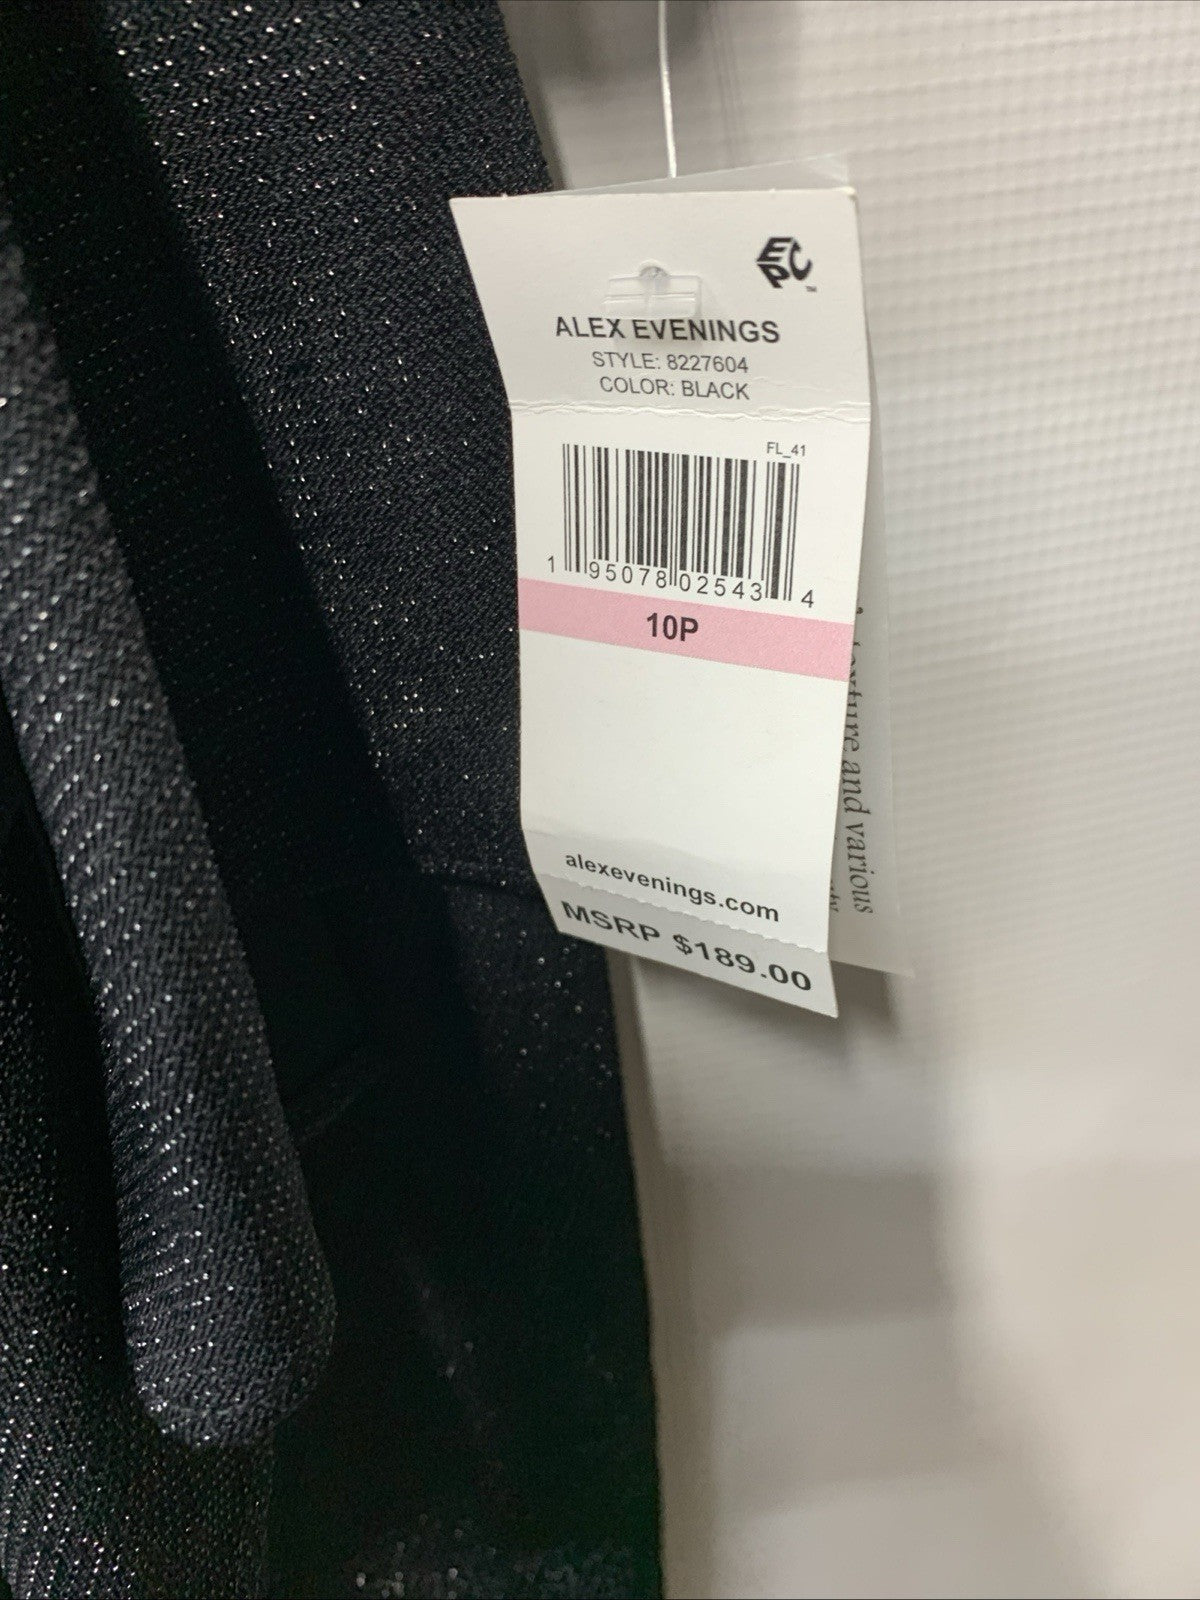 EPC™
ALEX EVENINGS
STYLE: 8227604
COLOR: BLACK
FL_41
1 95078 02543 4
10P
alexevenings.com
MSRP $189.00
texture and various